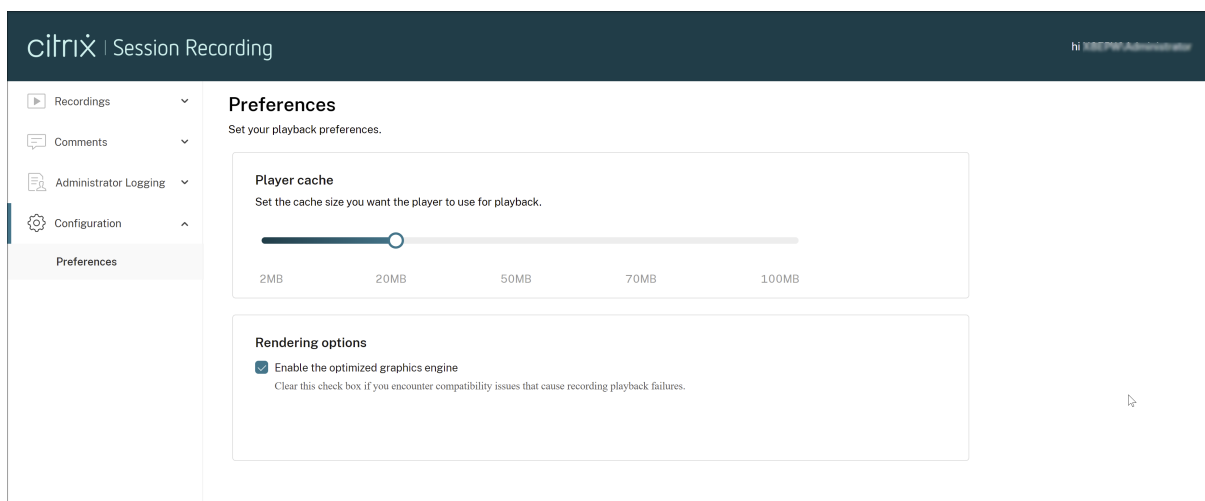 citrix | Session Recording
hi
Recordings
Comments
Administrator Logging
Configuration
Preferences
Preferences
Set your playback preferences.
Player cache
Set the cache size you want the player to use for playback.
2MB 20MB 50MB 70MB 100MB
Rendering options
Enable the optimized graphics engine
Clear this check box if you encounter compatibility issues that cause recording playback failures.